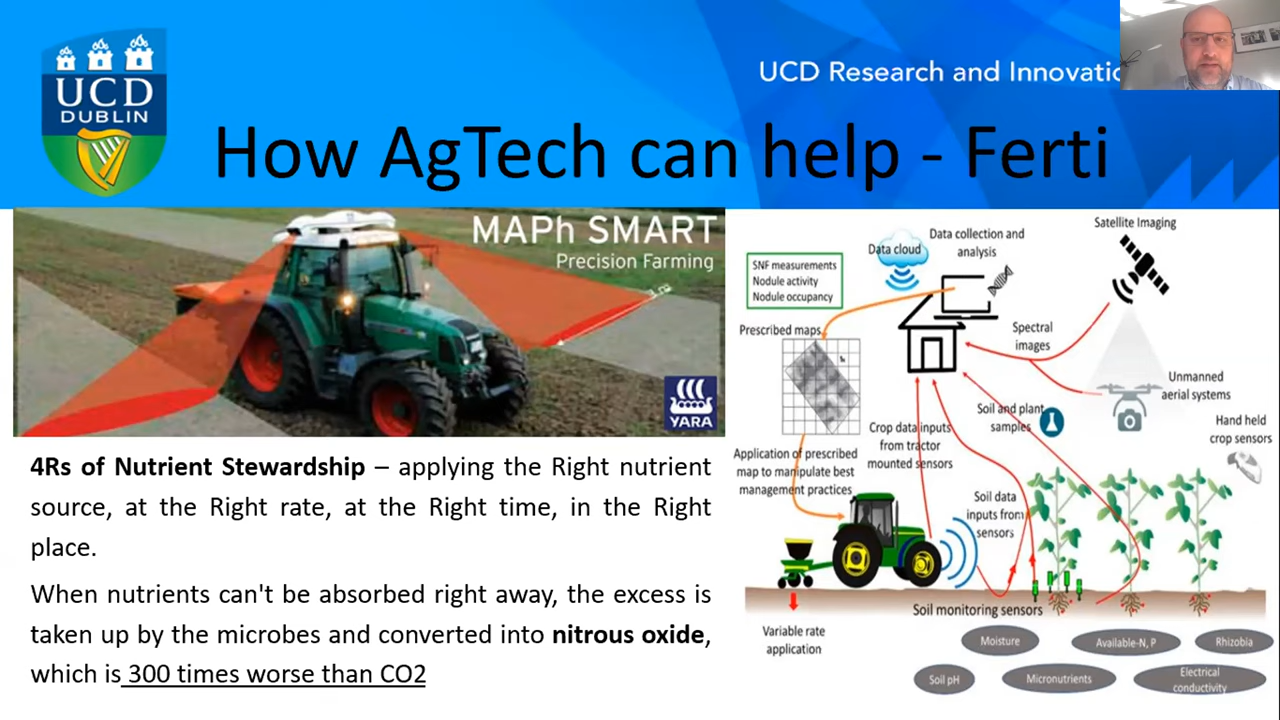 UCD
DUBLIN
UCD Research and Innovatio
How AgTech can help - Ferti
MAPh SMART
Precision Farming
YARA
4Rs of Nutrient Stewardship – applying the Right nutrient
source, at the Right rate, at the Right time, in the Right
place.
When nutrients can't be absorbed right away, the excess is
taken up by the microbes and converted into nitrous oxide,
which is 300 times worse than CO2
Satellite Imaging
Data collection and
analysis
Data cloud
SNF measurements
Nodule activity
Nodule occupancy
Prescribed maps
Spectral
images
Unmanned
aerial systems
Soil and plant
samples
Hand held
crop sensors
Crop data inputs
from tractor
mounted sensors
Application of prescribed
map to manipulate best
management practices
Soil data
inputs from
sensors
Soil monitoring sensors
Variable rate
application
Moisture
Available-N, P
Rhizobia
Soil pH
Micronutrients
Electrical
conductivity